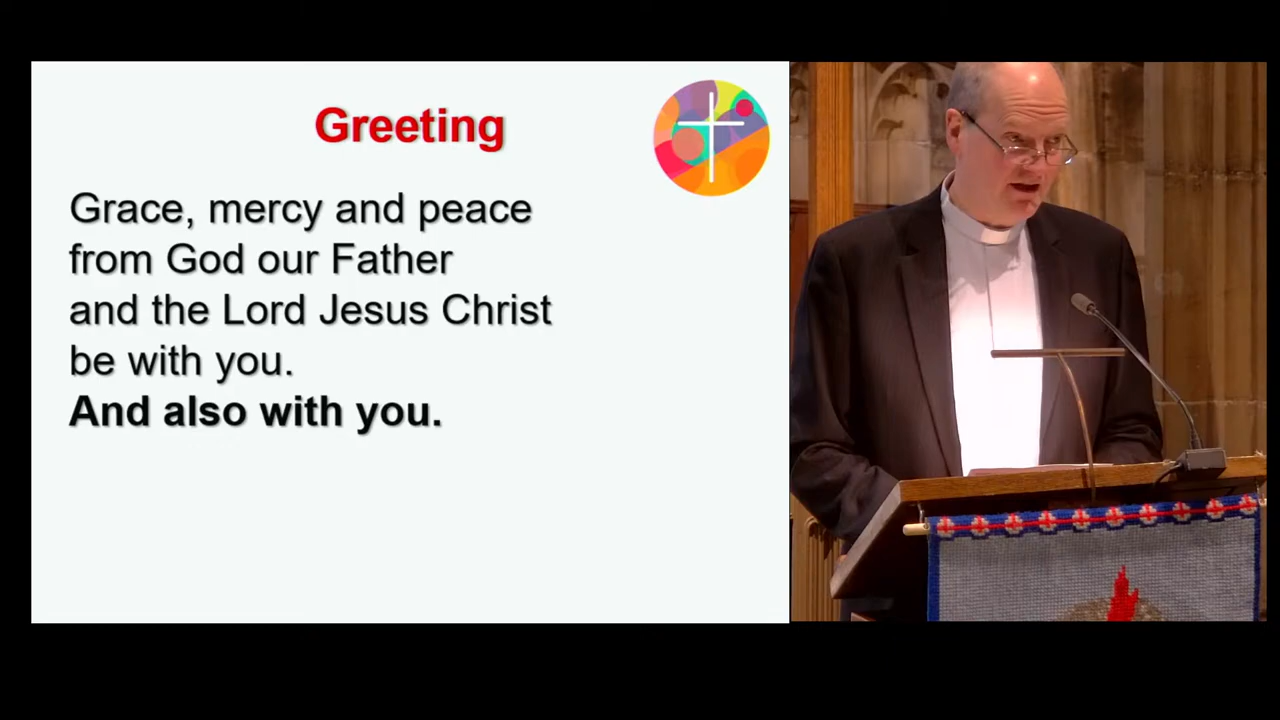 Greeting
Grace, mercy and peace
from God our Father
and the Lord Jesus Christ
be with you.
And also with you.